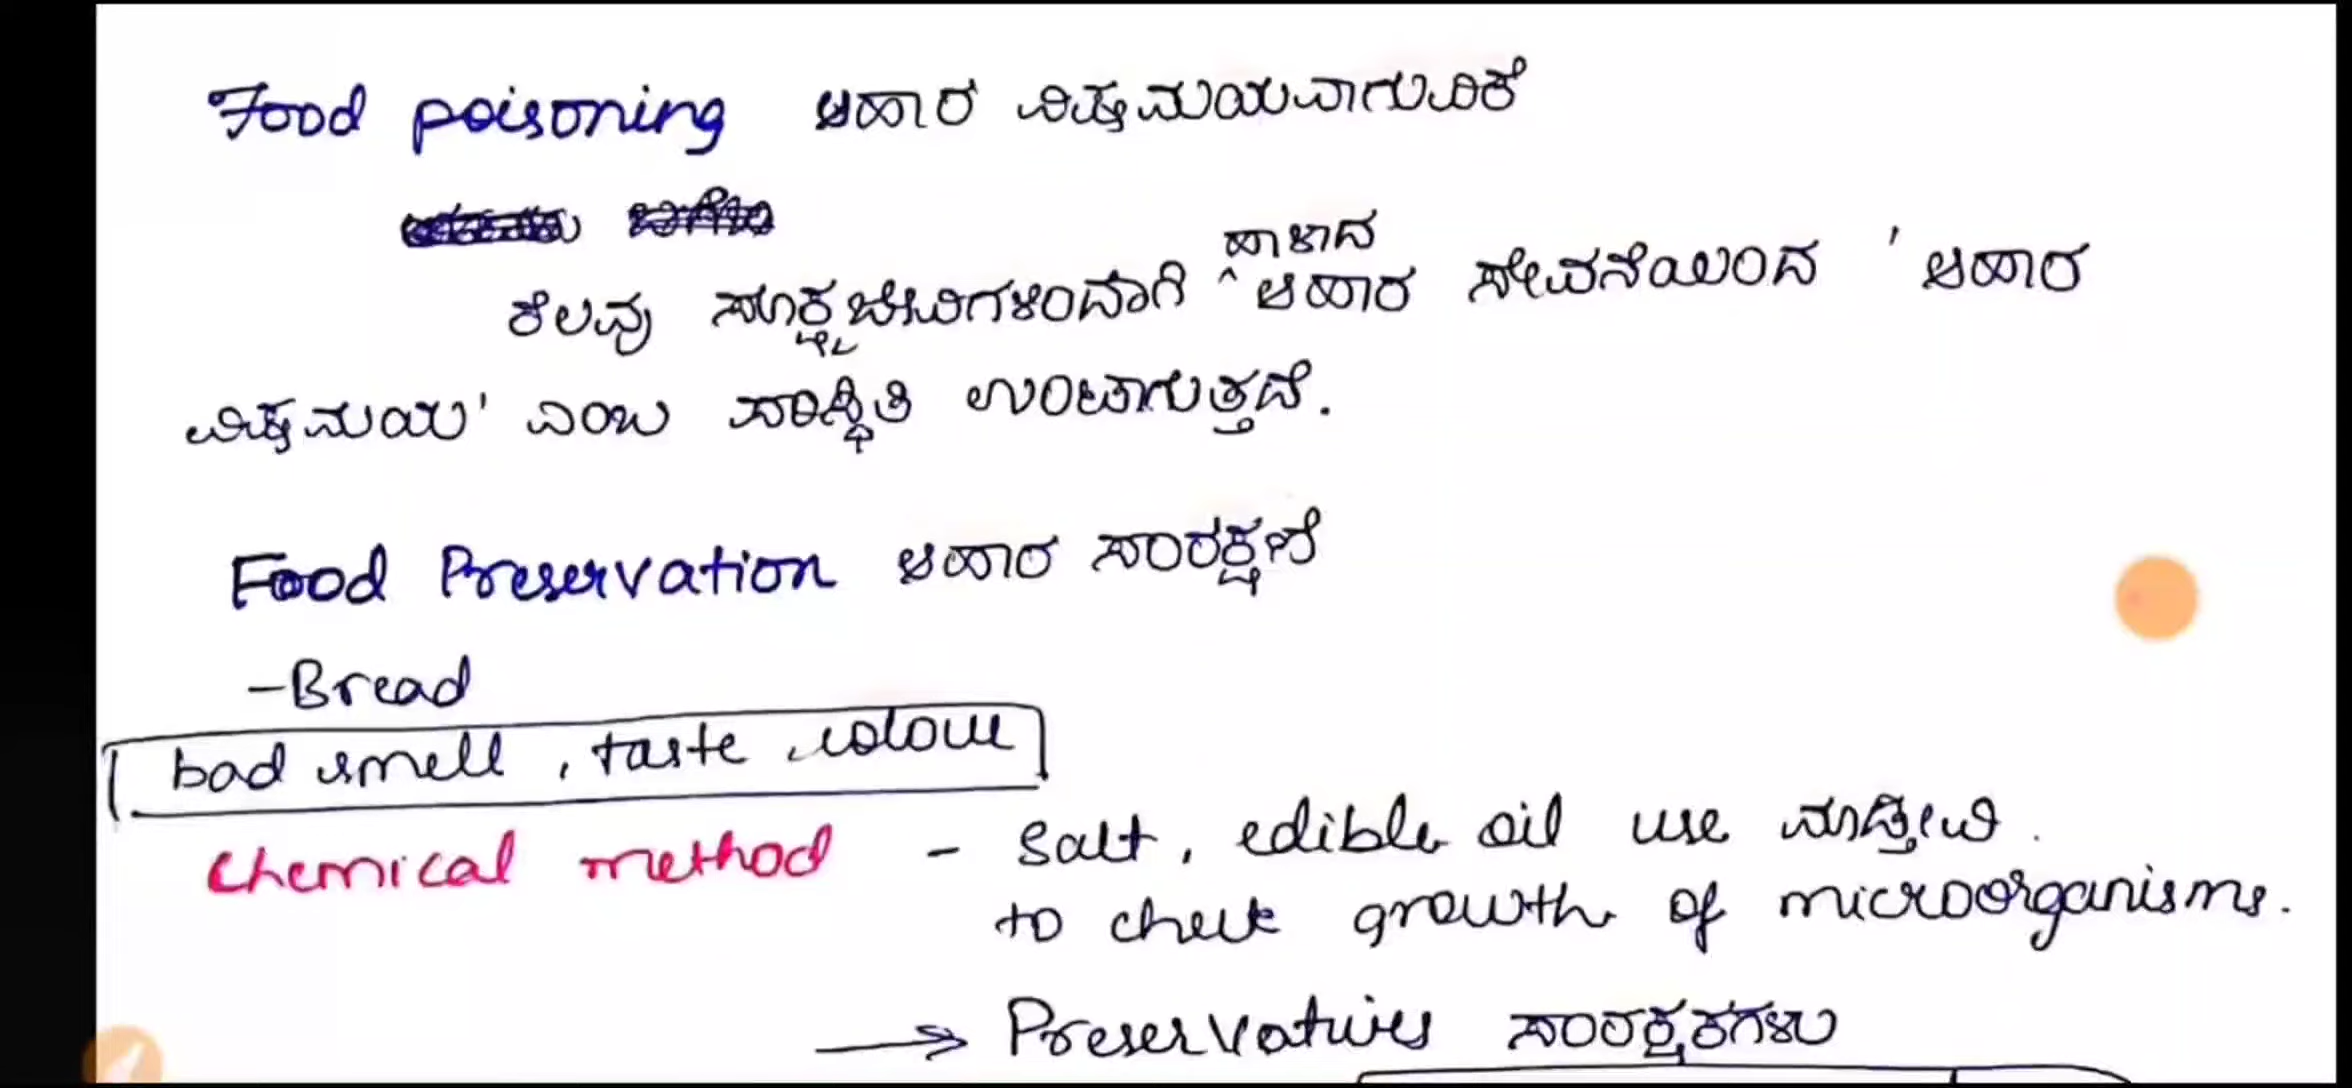 Food poisoning ಆಹಾರ ವಿಷಮಯವಾಗುವಿಕೆ
ಹಾಳಾದ
ಕೆಲವು ಸೂಕ್ಷ್ಮಜೀವಿಗಳಿಂದಾಗಿ ^ ಆಹಾರ ಸೇವನೆಯಿಂದ ' ಆಹಾರ
ವಿಷಮಯ' ಎಂಬ ಪರಿಸ್ಥಿತಿ ಉಂಟಾಗುತ್ತದೆ.
Food Preservation ಆಹಾರ ಸಂರಕ್ಷಣೆ
-Bread
bad smell, taste, colour
Chemical method - Salt, edible oil use ಮಾಡ್ತೀವಿ.
to check growth of microorganisms.
→ Preservatives ಸಂರಕ್ಷಕಗಳು